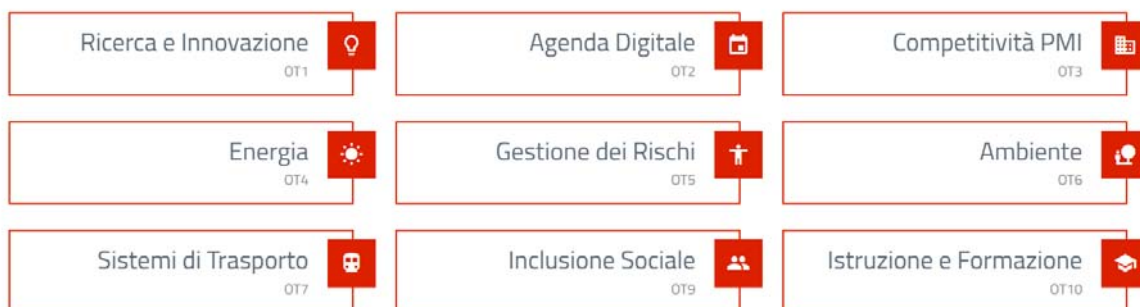 Ricerca e Innovazione
OT1
Agenda Digitale
OT2
Competitività PMI
OT3
Energia
OT4
Gestione dei Rischi
OT5
Ambiente
OT6
Sistemi di Trasporto
OT7
Inclusione Sociale
OT9
Istruzione e Formazione
OT10